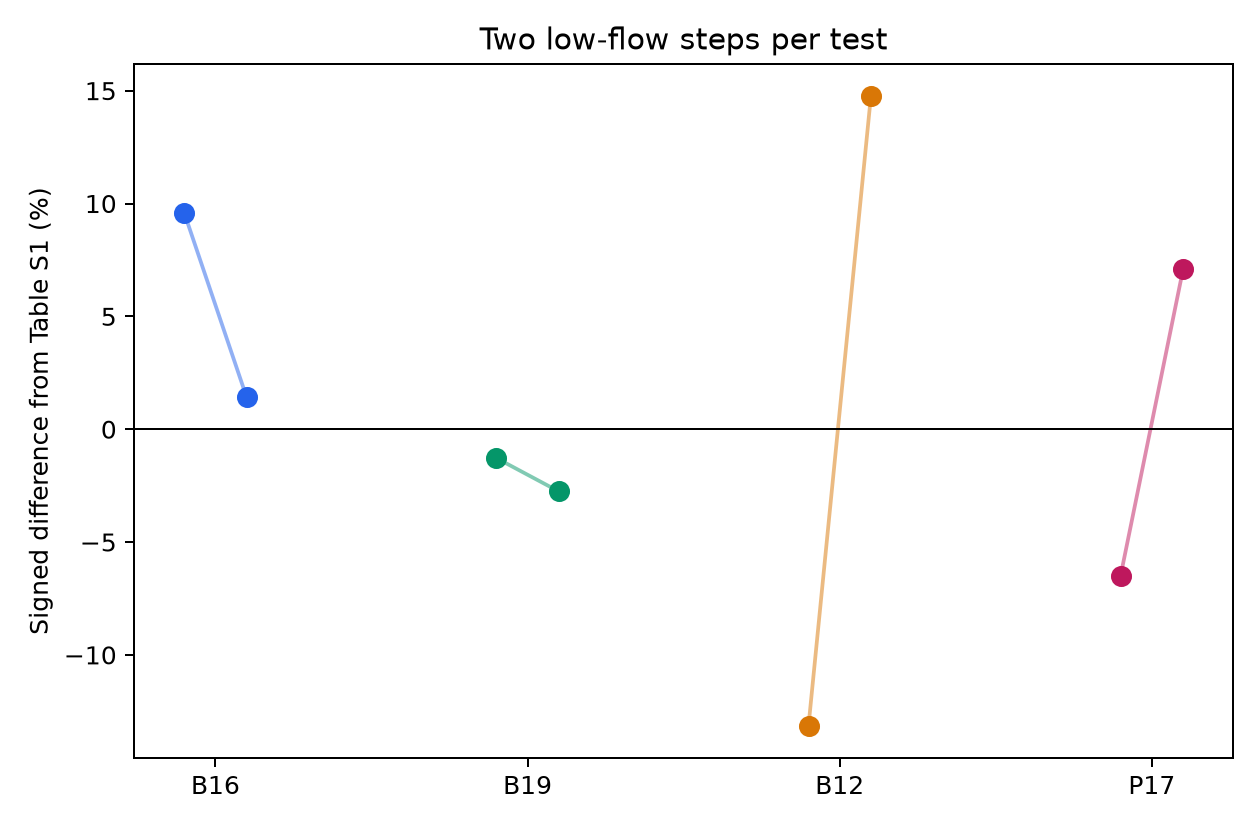 Two low-flow steps per test
Signed difference from Table S1 (%)
15
10
5
0
−5
−10
B16 B19 B12 P17